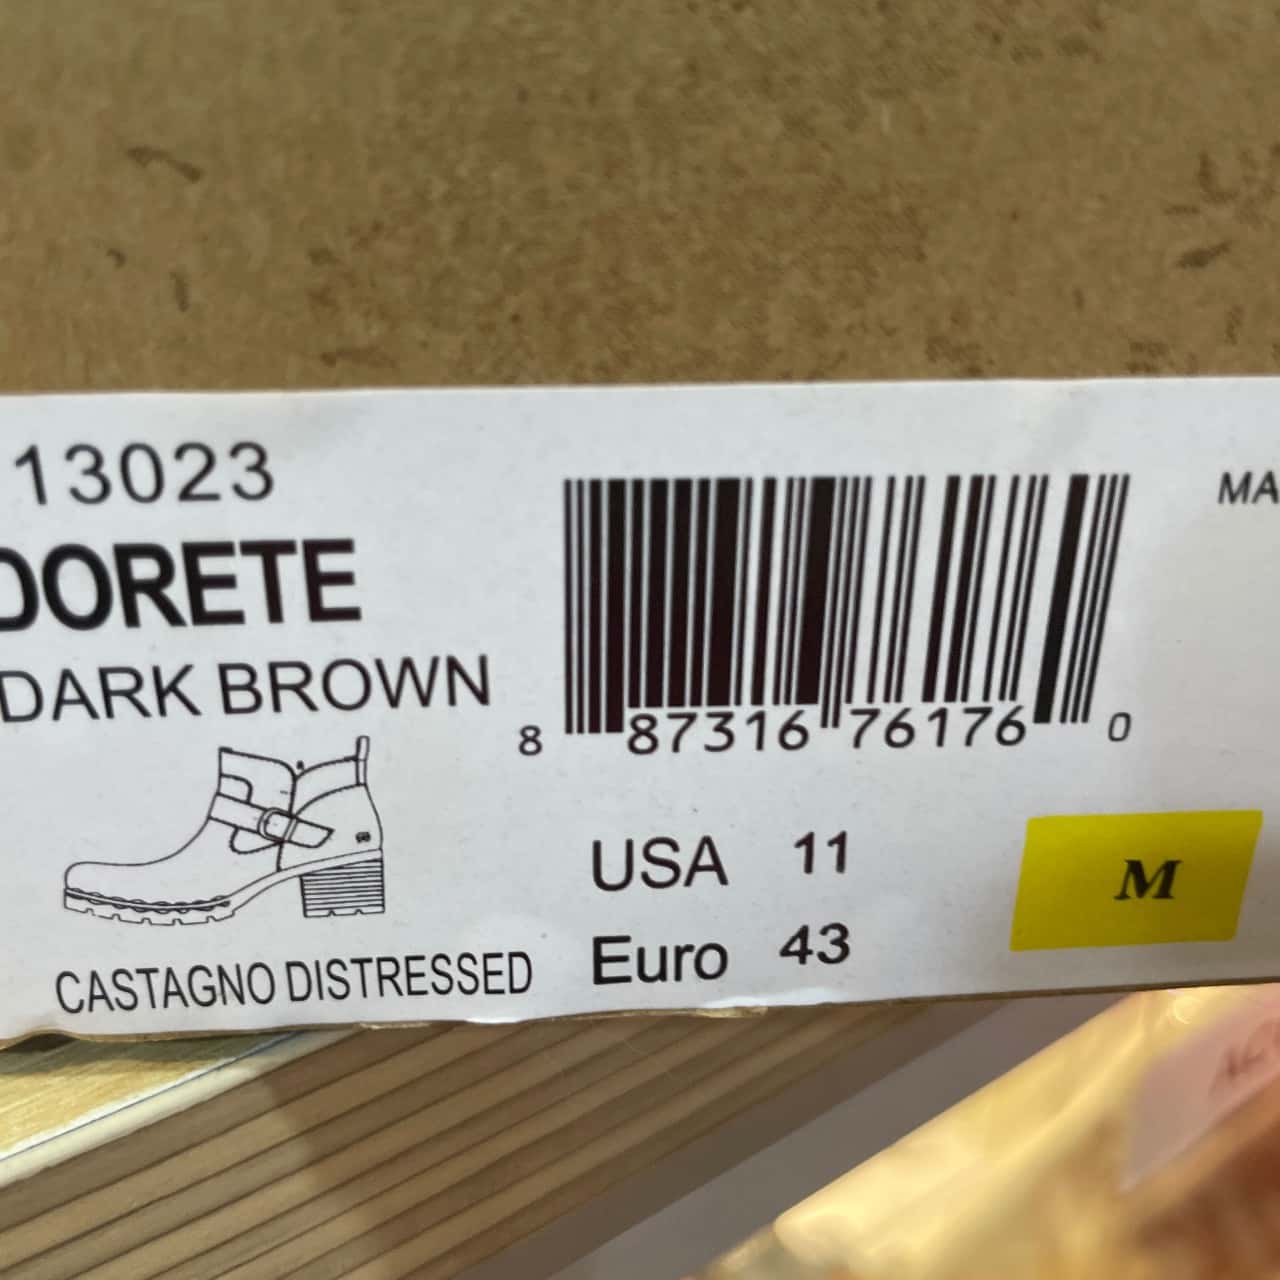 13023
DORETE
DARK BROWN
CASTAGNO DISTRESSED
8 87316 76176 0
USA 11
Euro 43
M
MA